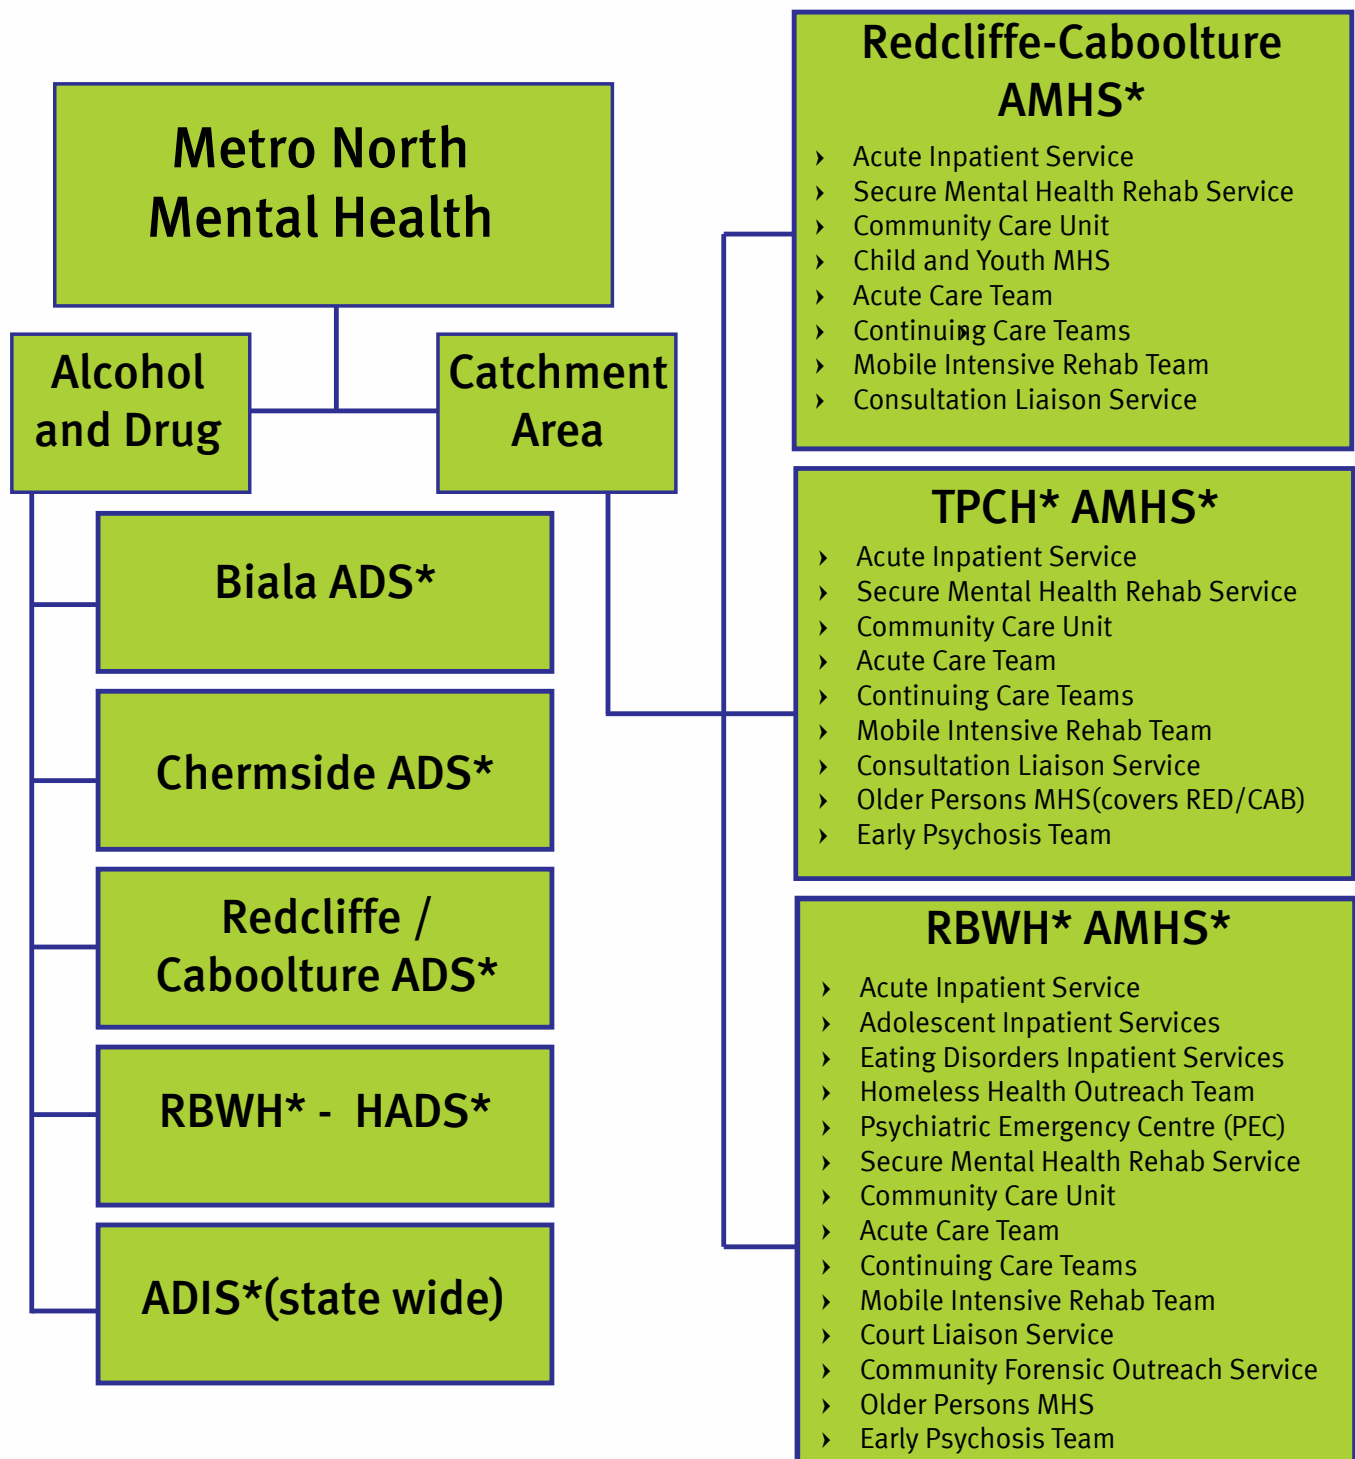 Metro North
Mental Health
Alcohol
and Drug
Catchment
Area
Biala ADS*
Chermside ADS*
Redcliffe /
Caboolture ADS*
RBWH* - HADS*
ADIS*(state wide)
Redcliffe-Caboolture
AMHS*
› Acute Inpatient Service
› Secure Mental Health Rehab Service
› Community Care Unit
› Child and Youth MHS
› Acute Care Team
› Continuing Care Teams
› Mobile Intensive Rehab Team
› Consultation Liaison Service
TPCH* AMHS*
› Acute Inpatient Service
› Secure Mental Health Rehab Service
› Community Care Unit
› Acute Care Team
› Continuing Care Teams
› Mobile Intensive Rehab Team
› Consultation Liaison Service
› Older Persons MHS(covers RED/CAB)
› Early Psychosis Team
RBWH* AMHS*
› Acute Inpatient Service
› Adolescent Inpatient Services
› Eating Disorders Inpatient Services
› Homeless Health Outreach Team
› Psychiatric Emergency Centre (PEC)
› Secure Mental Health Rehab Service
› Community Care Unit
› Acute Care Team
› Continuing Care Teams
› Mobile Intensive Rehab Team
› Court Liaison Service
› Community Forensic Outreach Service
› Older Persons MHS
› Early Psychosis Team